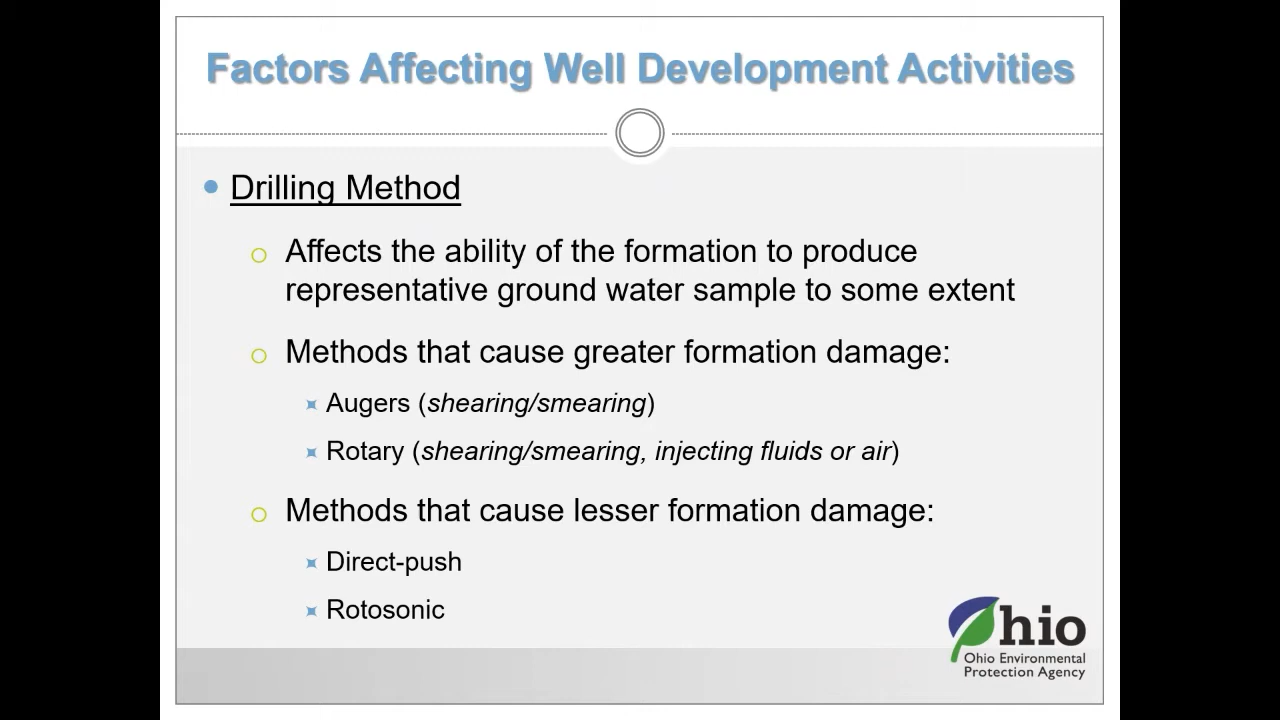 Factors Affecting Well Development Activities
Drilling Method
Affects the ability of the formation to produce
representative ground water sample to some extent
Methods that cause greater formation damage:
Augers (shearing/smearing)
Rotary (shearing/smearing, injecting fluids or air)
Methods that cause lesser formation damage:
Direct-push
Rotosonic
Ohio
Ohio Environmental
Protection Agency